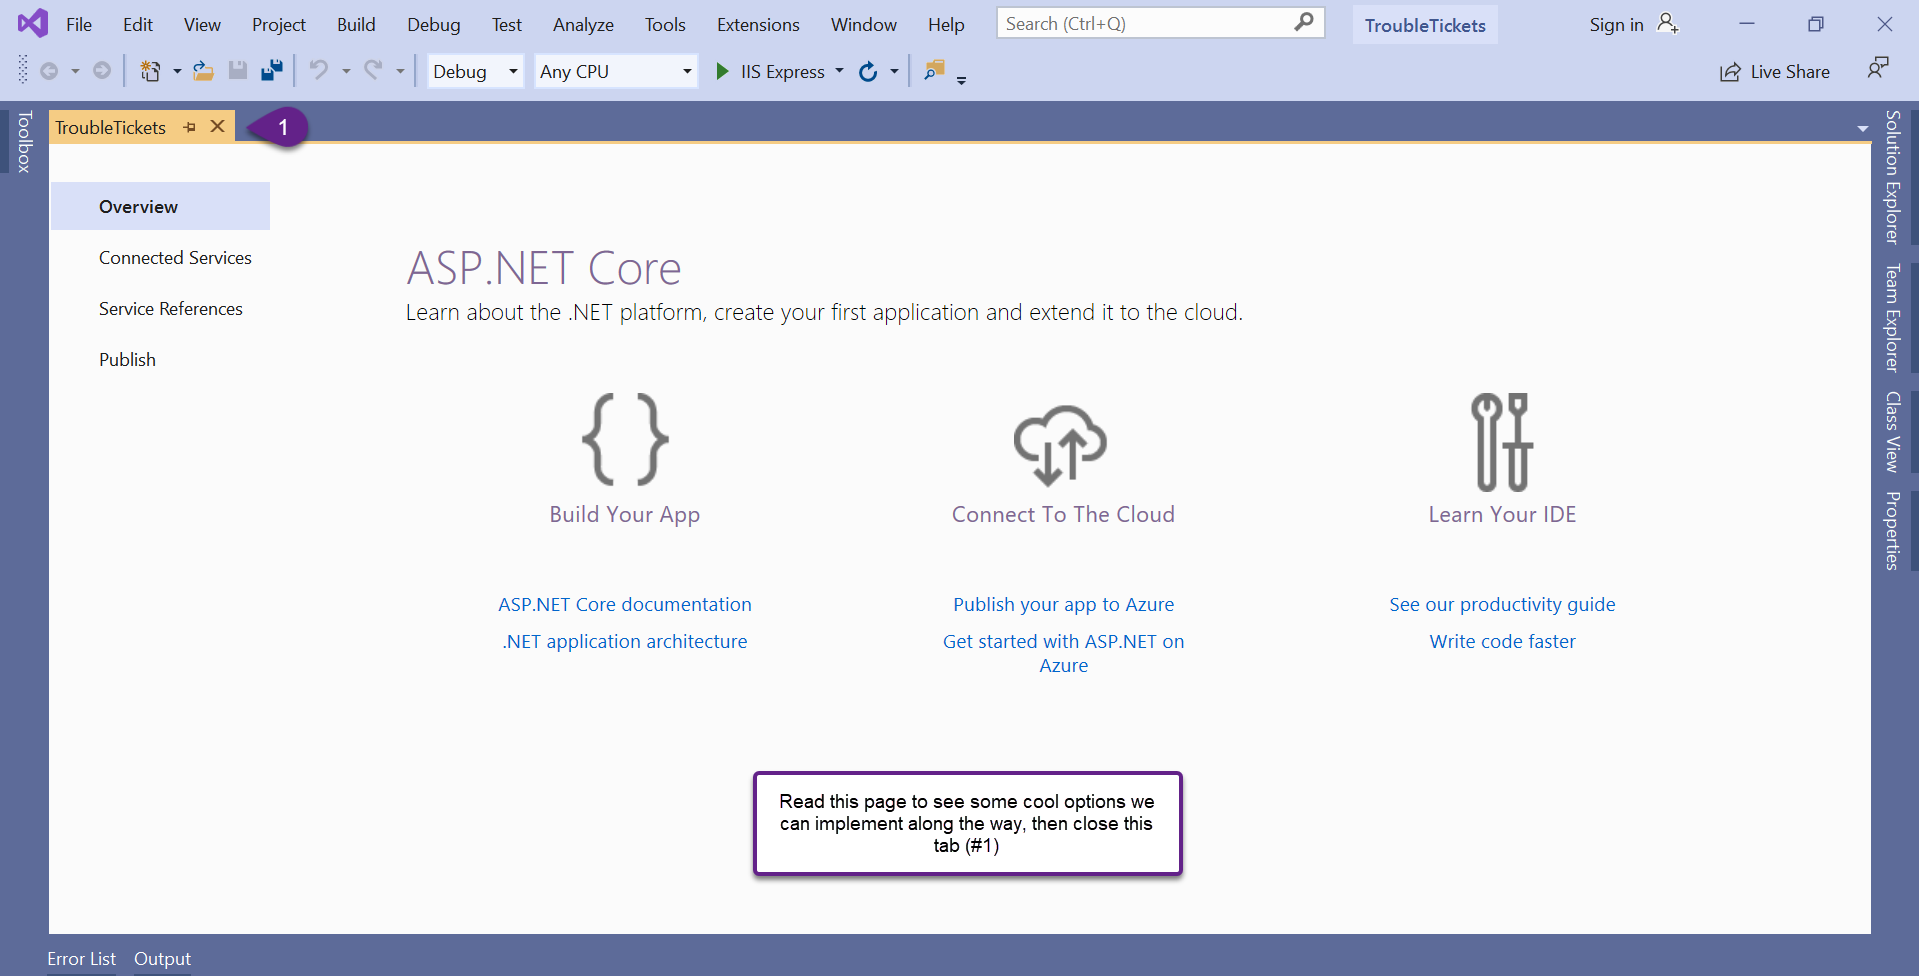 File Edit View Project Build Debug Test Analyze Tools Extensions Window Help Search (Ctrl+Q) TroubleTickets Sign in
Debug Any CPU IIS Express Live Share
Toolbox
TroubleTickets 1
Overview
Connected Services
Service References
Publish
ASP.NET Core
Learn about the .NET platform, create your first application and extend it to the cloud.
Build Your App Connect To The Cloud Learn Your IDE
ASP.NET Core documentation Publish your app to Azure See our productivity guide
.NET application architecture Get started with ASP.NET on Write code faster
Azure
Read this page to see some cool options we
can implement along the way, then close this
tab (#1)
Solution Explorer
Team Explorer
Class View
Properties
Error List Output